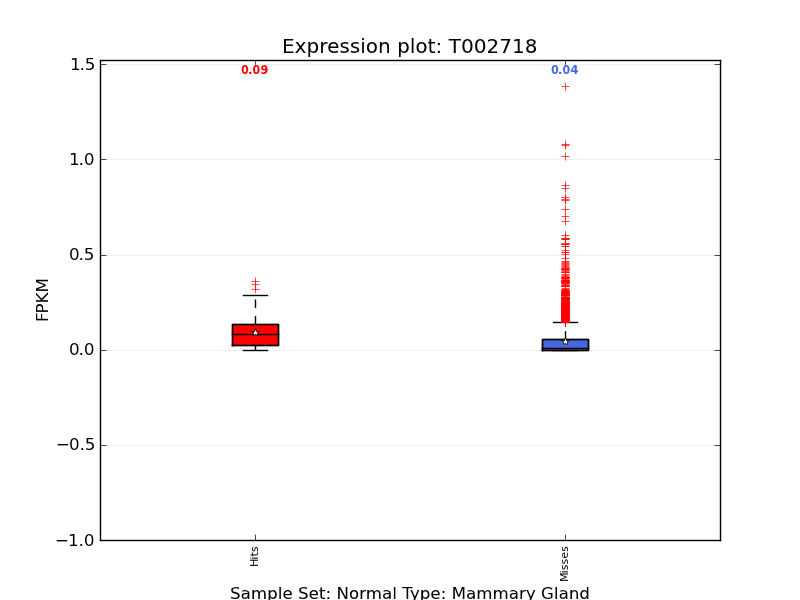 Expression plot: T002718
0.09
0.04
1.5
1.0
0.5
0.0
−0.5
−1.0
FPKM
Hits
Misses
Sample Set: Normal Type: Mammary Gland